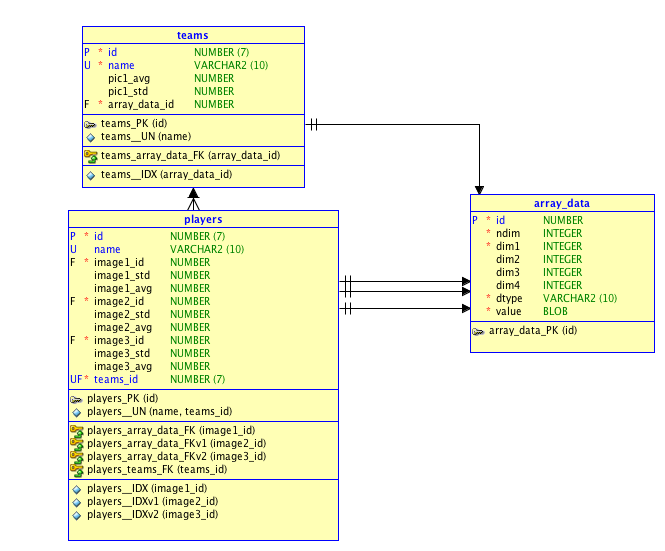 teams
P * id NUMBER (7)
U * name VARCHAR2 (10)
pic1_avg NUMBER
pic1_std NUMBER
F * array_data_id NUMBER
teams_PK (id)
teams__UN (name)
teams_array_data_FK (array_data_id)
teams__IDX (array_data_id)
players
P * id NUMBER (7)
U name VARCHAR2 (10)
F * image1_id NUMBER
image1_std NUMBER
image1_avg NUMBER
F * image2_id NUMBER
image2_std NUMBER
image2_avg NUMBER
F * image3_id NUMBER
image3_std NUMBER
image3_avg NUMBER
UF * teams_id NUMBER (7)
players_PK (id)
players__UN (name, teams_id)
players_array_data_FK (image1_id)
players_array_data_FKv1 (image2_id)
players_array_data_FKv2 (image3_id)
players_teams_FK (teams_id)
players__IDX (image1_id)
players__IDXv1 (image2_id)
players__IDXv2 (image3_id)
array_data
P * id NUMBER
* ndim INTEGER
* dim1 INTEGER
dim2 INTEGER
dim3 INTEGER
dim4 INTEGER
* dtype VARCHAR2 (10)
* value BLOB
array_data_PK (id)